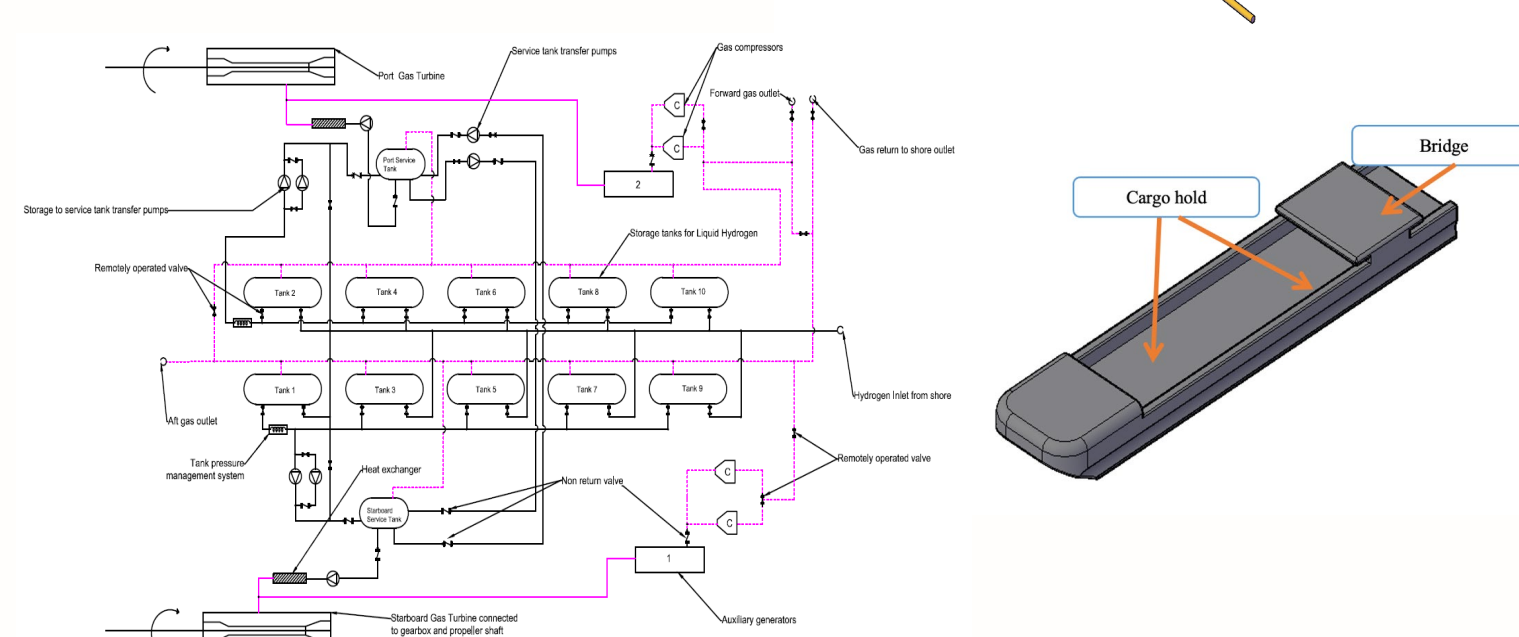 Service tank transfer pumps
Gas compressors
Port Gas Turbine
Forward gas outlet
C
C
Gas return to shore outlet
Port Service
Tank
2
Storage to service tank transfer pumps
Storage tanks for Liquid Hydrogen
Remotely operated valve
Tank 2
Tank 4
Tank 6
Tank 8
Tank 10
Tank 1
Tank 3
Tank 5
Tank 7
Tank 9
Hydrogen Inlet from shore
Aft gas outlet
Tank pressure
management system
Heat exchanger
Non return valve
Remotely operated valve
C
C
Starboard
Service Tank
1
Auxiliary generators
Starboard Gas Turbine connected
to gearbox and propeller shaft
Bridge
Cargo hold